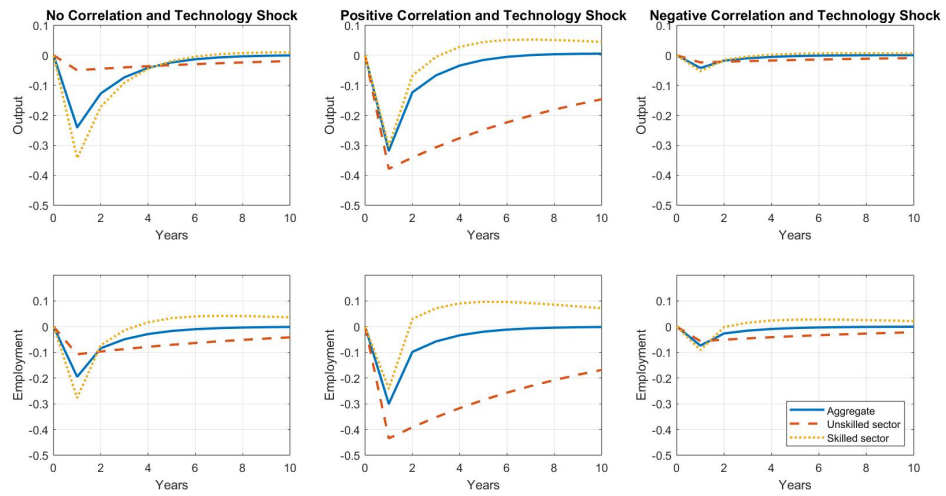 No Correlation and Technology Shock
0.1
0
-0.1
-0.2
-0.3
-0.4
-0.5
Output
0 2 4 6 8 10
Years
Positive Correlation and Technology Shock
0.1
0
-0.1
-0.2
-0.3
-0.4
-0.5
Output
0 2 4 6 8 10
Years
Negative Correlation and Technology Shock
0.1
0
-0.1
-0.2
-0.3
-0.4
-0.5
Output
0 2 4 6 8 10
Years
0.1
0
-0.1
-0.2
-0.3
-0.4
-0.5
Employment
0 2 4 6 8 10
Years
0.1
0
-0.1
-0.2
-0.3
-0.4
-0.5
Employment
0 2 4 6 8 10
Years
0.1
0
-0.1
-0.2
-0.3
-0.4
-0.5
Employment
0 2 4 6 8 10
Years
Aggregate
Unskilled sector
Skilled sector